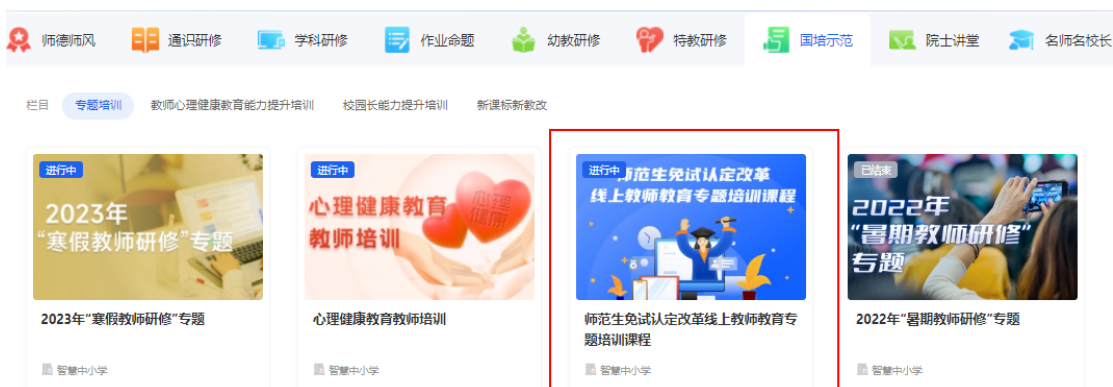 师德师风 通识研修 学科研修 作业命题 幼教研修 特教研修 国培示范 院士讲堂 名师名校长
栏目 专题培训 教师心理健康教育能力提升培训 校园长能力提升培训 新课标新教改
进行中
2023年
“寒假教师研修”专题
2023年“寒假教师研修”专题
智慧中小学
进行中
心理健康教育
教师培训
心理
健康
心理健康教育教师培训
智慧中小学
进行中
师范生免试认定改革
线上教师教育专题培训课程
师范生免试认定改革线上教师教育专
题培训课程
智慧中小学
已结束
2022年
“暑期教师研修”
专题
2022年“暑期教师研修”专题
智慧中小学